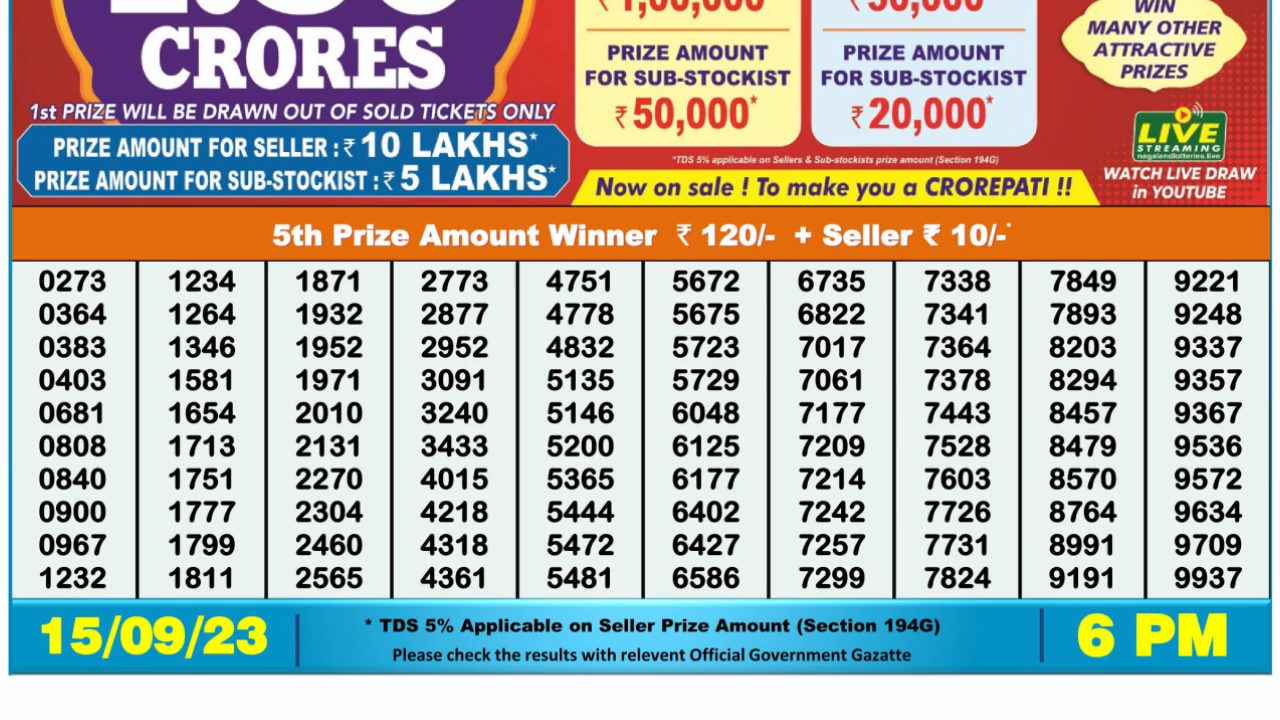 CRORES
1st PRIZE WILL BE DRAWN OUT OF SOLD TICKETS ONLY
PRIZE AMOUNT FOR SELLER : ₹ 10 LAKHS*
PRIZE AMOUNT FOR SUB-STOCKIST : ₹ 5 LAKHS*
PRIZE AMOUNT
FOR SUB-STOCKIST
₹ 50,000*
PRIZE AMOUNT
FOR SUB-STOCKIST
₹ 20,000*
*TDS 5% applicable on Sellers & Sub-stockists prize amount (Section 194G)
Now on sale ! To make you a CROREPATI !!
WIN
MANY OTHER
ATTRACTIVE
PRIZES
LIVE
STREAMING
nagalandlotteries.live
WATCH LIVE DRAW
in YOUTUBE
5th Prize Amount Winner ₹ 120/- + Seller ₹ 10/-*
0273 1234 1871 2773 4751 5672 6735 7338 7849 9221
0364 1264 1932 2877 4778 5675 6822 7341 7893 9248
0383 1346 1952 2952 4832 5723 7017 7364 8203 9337
0403 1581 1971 3091 5135 5729 7061 7378 8294 9357
0681 1654 2010 3240 5146 6048 7177 7443 8457 9367
0808 1713 2131 3433 5200 6125 7209 7528 8479 9536
0840 1751 2270 4015 5365 6177 7214 7603 8570 9572
0900 1777 2304 4218 5444 6402 7242 7726 8764 9634
0967 1799 2460 4318 5472 6427 7257 7731 8991 9709
1232 1811 2565 4361 5481 6586 7299 7824 9191 9937
15/09/23
* TDS 5% Applicable on Seller Prize Amount (Section 194G)
Please check the results with relevent Official Government Gazatte
6 PM